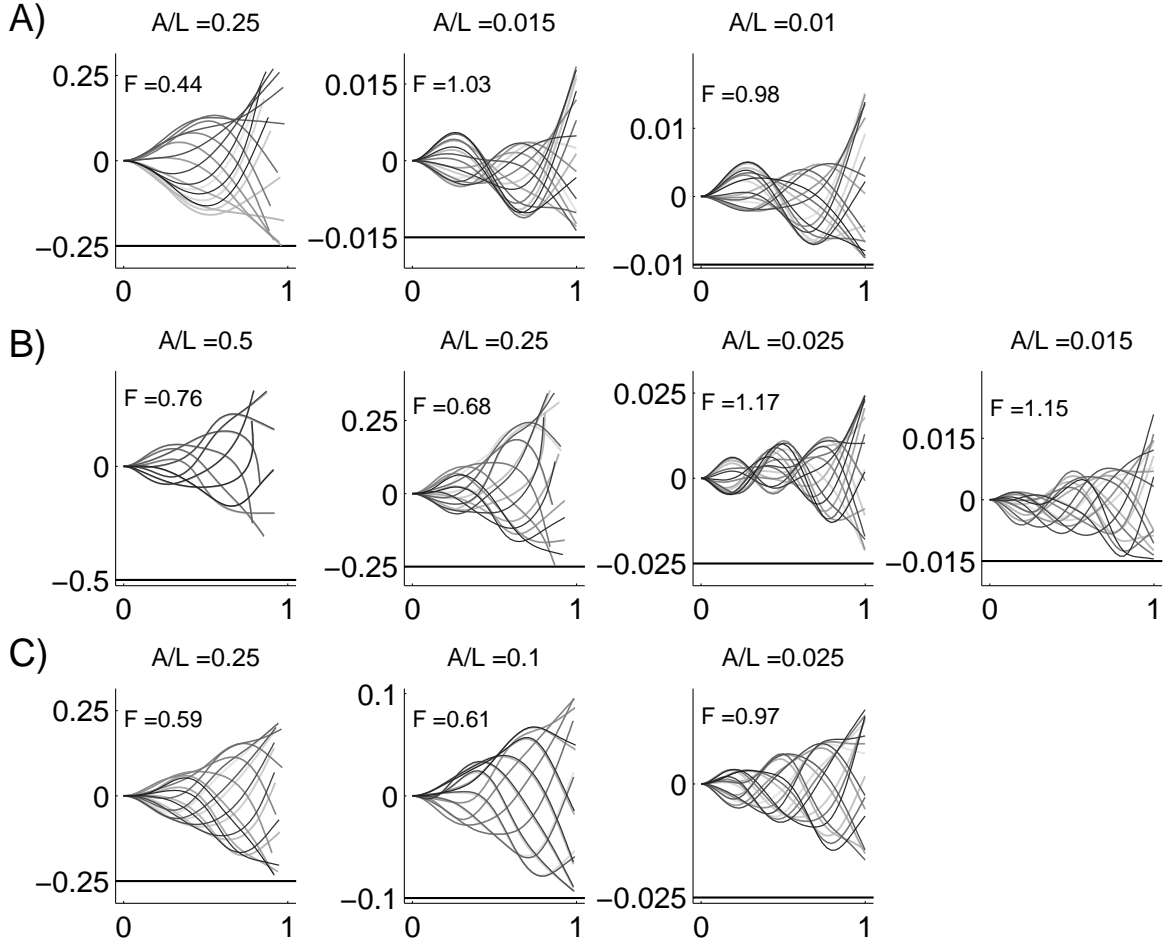 A)
A/L =0.25
A/L =0.015
A/L =0.01
0.25
0
−0.25
F =0.44
0
1
0.015
0
−0.015
F =1.03
0
1
0.01
0
−0.01
F =0.98
0
1
B)
A/L =0.5
A/L =0.25
A/L =0.025
A/L =0.015
0
−0.5
F =0.76
0
1
0.25
0
−0.25
F =0.68
0
1
0.025
0
−0.025
F =1.17
0
1
0.015
0
−0.015
F =1.15
0
1
C)
A/L =0.25
A/L =0.1
A/L =0.025
0.25
0
−0.25
F =0.59
0
1
0.1
0
−0.1
F =0.61
0
1
0
−0.025
F =0.97
0
1